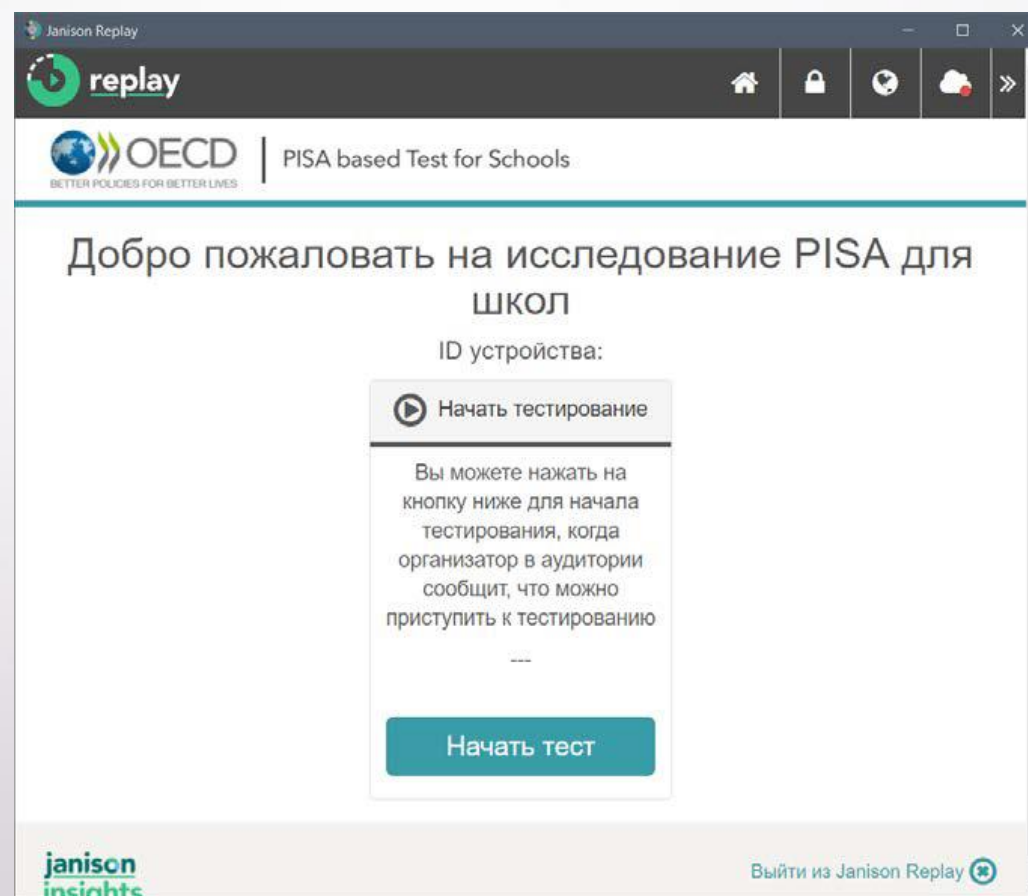 Janison Replay
replay
OECD
BETTER POLICIES FOR BETTER LIVES
PISA based Test for Schools
Добро пожаловать на исследование PISA для
школ
ID устройства:
Начать тестирование
Вы можете нажать на
кнопку ниже для начала
тестирования, когда
организатор в аудитории
сообщит, что можно
приступить к тестированию
---
Начать тест
janison
insights
Выйти из Janison Replay